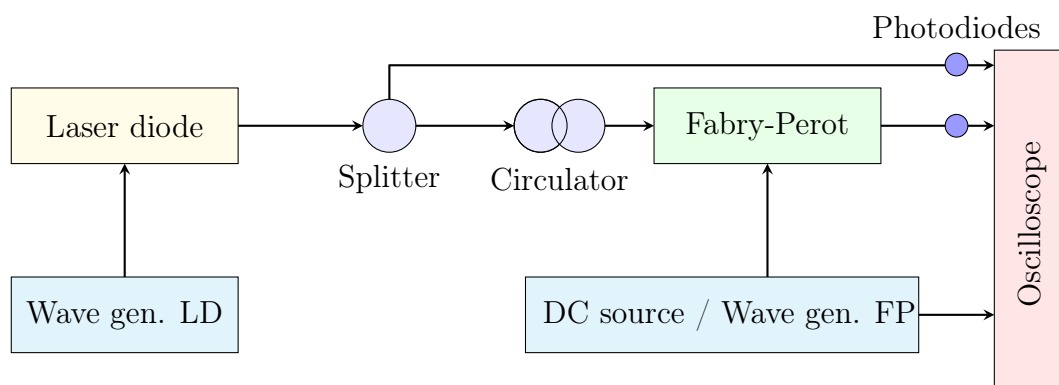 Photodiodes
Laser diode
Fabry-Perot
Splitter
Circulator
Oscilloscope
Wave gen. LD
DC source / Wave gen. FP